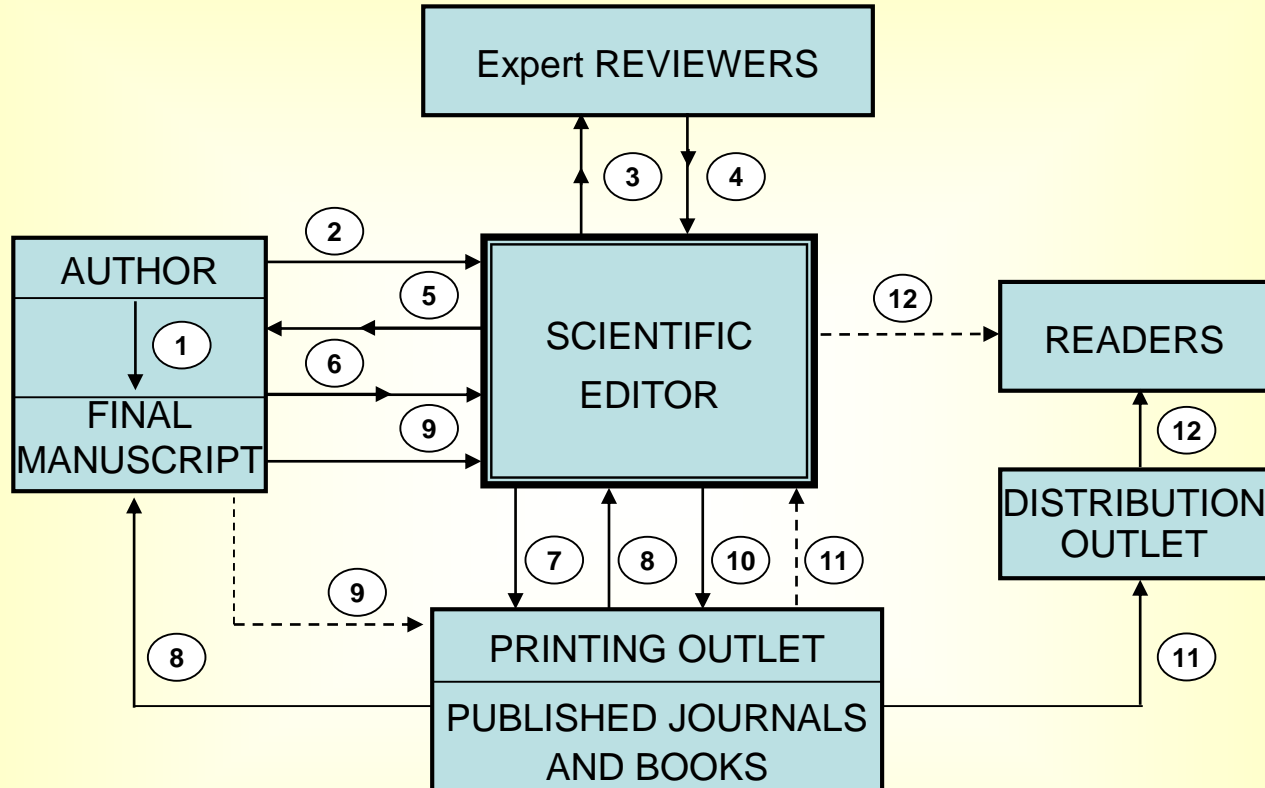 Expert REVIEWERS
3
4
2
AUTHOR
5
12
SCIENTIFIC
EDITOR
READERS
1
6
FINAL
MANUSCRIPT
9
12
DISTRIBUTION
OUTLET
7
8
10
11
9
8
PRINTING OUTLET
11
PUBLISHED JOURNALS
AND BOOKS